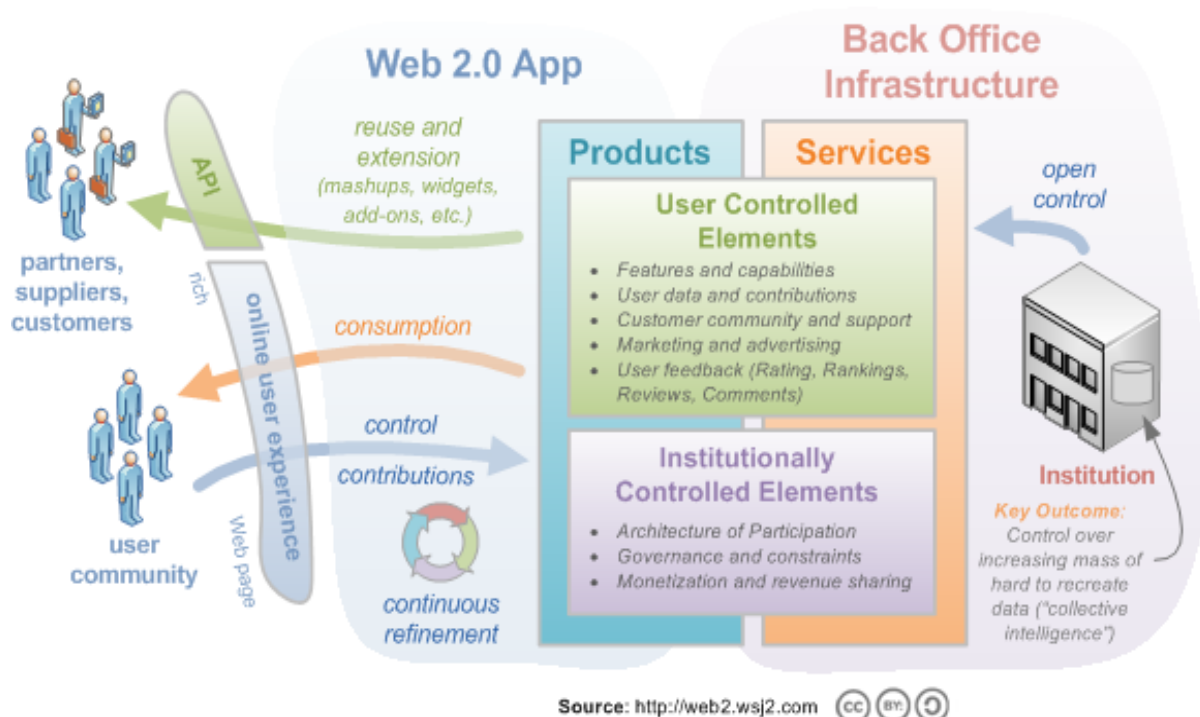 Web 2.0 App
Back Office
Infrastructure
reuse and
extension
(mashups, widgets,
add-ons, etc.)
API
partners,
suppliers,
customers
rich
online user experience
Web page
consumption
control
contributions
user
community
continuous
refinement
Products
Services
User Controlled
Elements
• Features and capabilities
• User data and contributions
• Customer community and support
• Marketing and advertising
• User feedback (Rating, Rankings,
Reviews, Comments)
Institutionally
Controlled Elements
• Architecture of Participation
• Governance and constraints
• Monetization and revenue sharing
open
control
Institution
Key Outcome:
Control over
increasing mass of
hard to recreate
data ("collective
intelligence")
Source: http://web2.wsj2.com
CC BY: